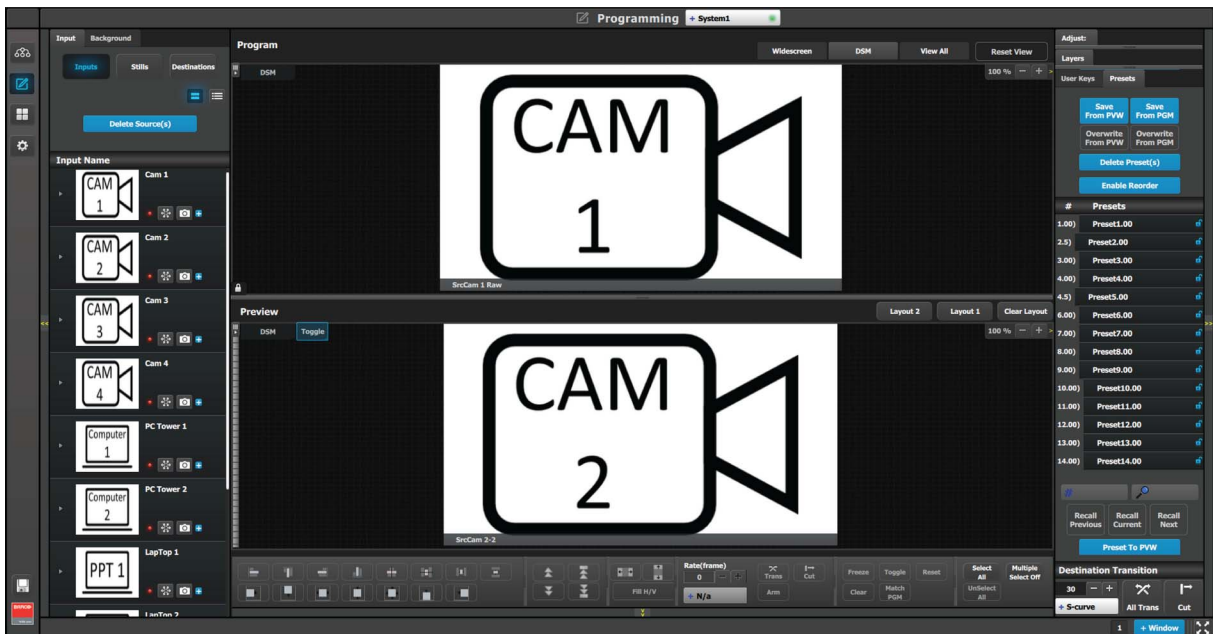 Programming
+ System1
Input
Background
Inputs
Stills
Destinations
Delete Source(s)
Input Name
CAM
1
Cam 1
CAM
2
Cam 2
CAM
3
Cam 3
CAM
4
Cam 4
Computer
1
PC Tower 1
Computer
2
PC Tower 2
PPT 1
LapTop 1
LapTop 2
<<
Program
Widescreen
DSM
View All
Reset View
DSM
100 % − + >
CAM
1
SrcCam 1 Raw
Preview
Layout 2
Layout 1
Clear Layout
DSM
Toggle
100 % − + >
CAM
2
SrcCam 2-2
Fill H/V
Rate(frame)
0 − +
+ N/a
Trans
Cut
Arm
Freeze
Toggle
Reset
Clear
Match
PGM
Select
All
Multiple
Select Off
UnSelect
All
Adjust:
Layers
User Keys
Presets
Save
From PVW
Save
From PGM
Overwrite
From PVW
Overwrite
From PGM
Delete Preset(s)
Enable Reorder
# Presets
1.00) Preset1.00
2.5) Preset2.00
3.00) Preset3.00
4.00) Preset4.00
4.5) Preset5.00
6.00) Preset6.00
7.00) Preset7.00
8.00) Preset8.00
9.00) Preset9.00
10.00) Preset10.00
11.00) Preset11.00
12.00) Preset12.00
13.00) Preset13.00
14.00) Preset14.00
>>
Recall
Previous
Recall
Current
Recall
Next
Preset To PVW
Destination Transition
30 − +
+ S-curve
All Trans
Cut
1
+ Window